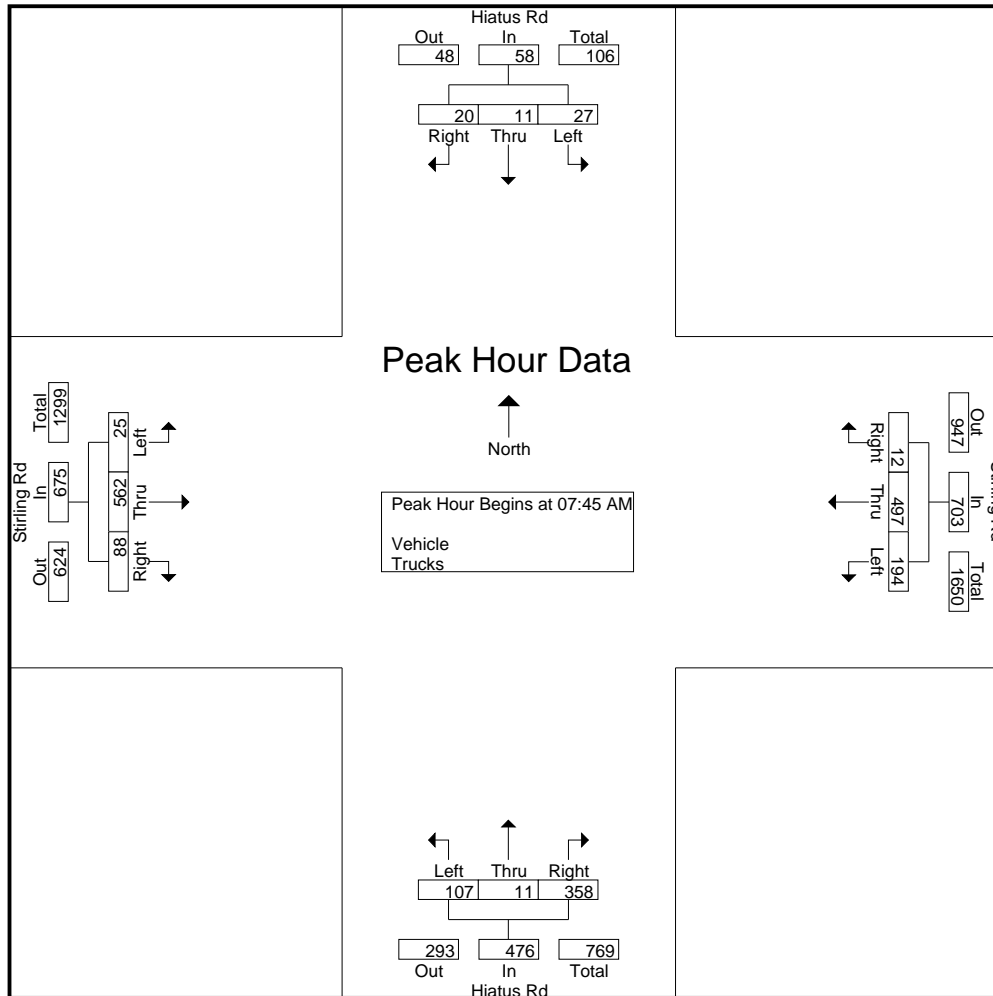 Hiatus Rd
Out In Total
48 58 106
20 11 27
Right Thru Left
Peak Hour Data
North
Peak Hour Begins at 07:45 AM
Vehicle
Trucks
Stirling Rd
Out In Total
624 675 1299
Right Thru Left
88 562 25
Out In Total
947 703 1650
Right Thru Left
12 497 194
Left Thru Right
107 11 358
293 476 769
Out In Total
Hiatus Rd